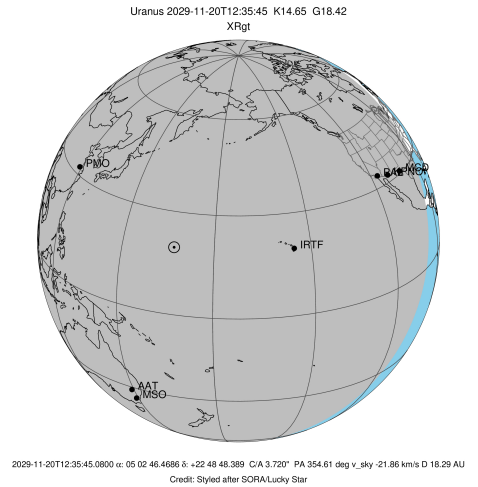 Uranus 2029-11-20T12:35:45 K14.65 G18.42
XRgt
PMO
MCD
IRTF
AAT
MSO
2029-11-20T12:35:45.0800 α: 05 02 46.4686 δ: +22 48 48.389 C/A 3.720" PA 354.61 deg v_sky -21.86 km/s D 18.29 AU
Credit: Styled after SORA/Lucky Star